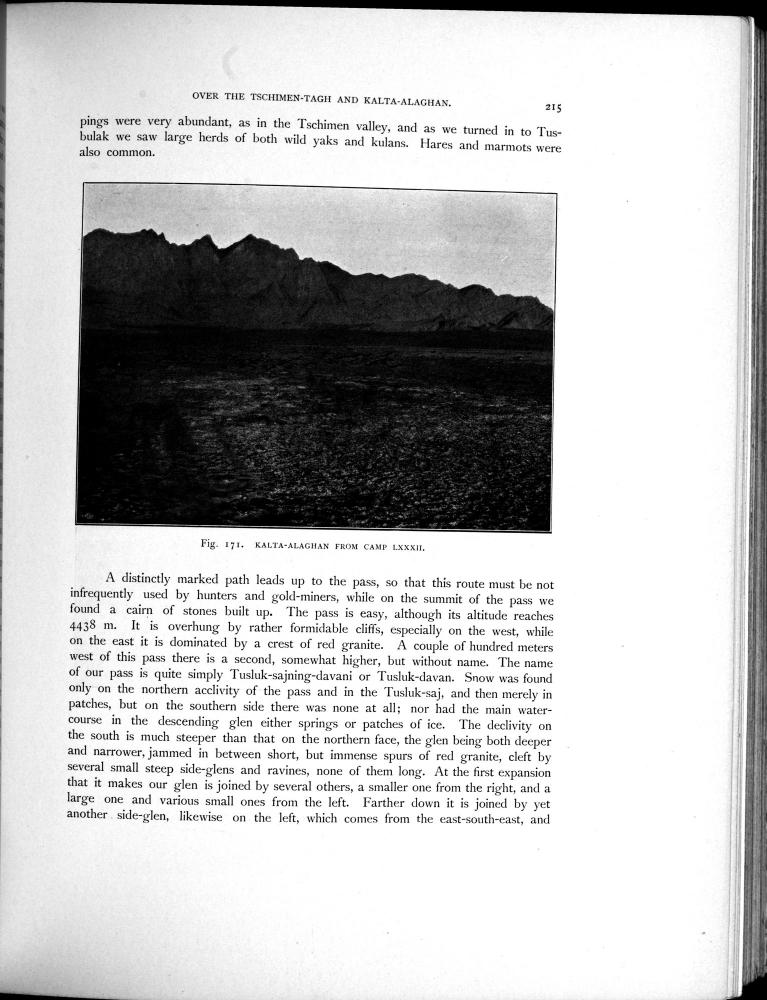 OVER THE TSCHIMEN-TAGH AND KALTA-ALAGHAN.
215
pings were very abundant, as in the Tschimen valley, and as we turned in to Tus-
bulak we saw large herds of both wild yaks and kulans. Hares and marmots were
also common.
Fig. 171. KALTA-ALAGHAN FROM CAMP LXXXII.
A distinctly marked path leads up to the pass, so that this route must be not
infrequently used by hunters and gold-miners, while on the summit of the pass we
found a cairn of stones built up. The pass is easy, although its altitude reaches
4438 m. It is overhung by rather formidable cliffs, especially on the west, while
on the east it is dominated by a crest of red granite. A couple of hundred meters
west of this pass there is a second, somewhat higher, but without name. The name
of our pass is quite simply Tusluk-sajning-davani or Tusluk-davan. Snow was found
only on the northern acclivity of the pass and in the Tusluk-saj, and then merely in
patches, but on the southern side there was none at all; nor had the main water-
course in the descending glen either springs or patches of ice. The declivity on
the south is much steeper than that on the northern face, the glen being both deeper
and narrower, jammed in between short, but immense spurs of red granite, cleft by
several small steep side-glens and ravines, none of them long. At the first expansion
that it makes our glen is joined by several others, a smaller one from the right, and a
large one and various small ones from the left. Farther down it is joined by yet
another side-glen, likewise on the left, which comes from the east-south-east, and